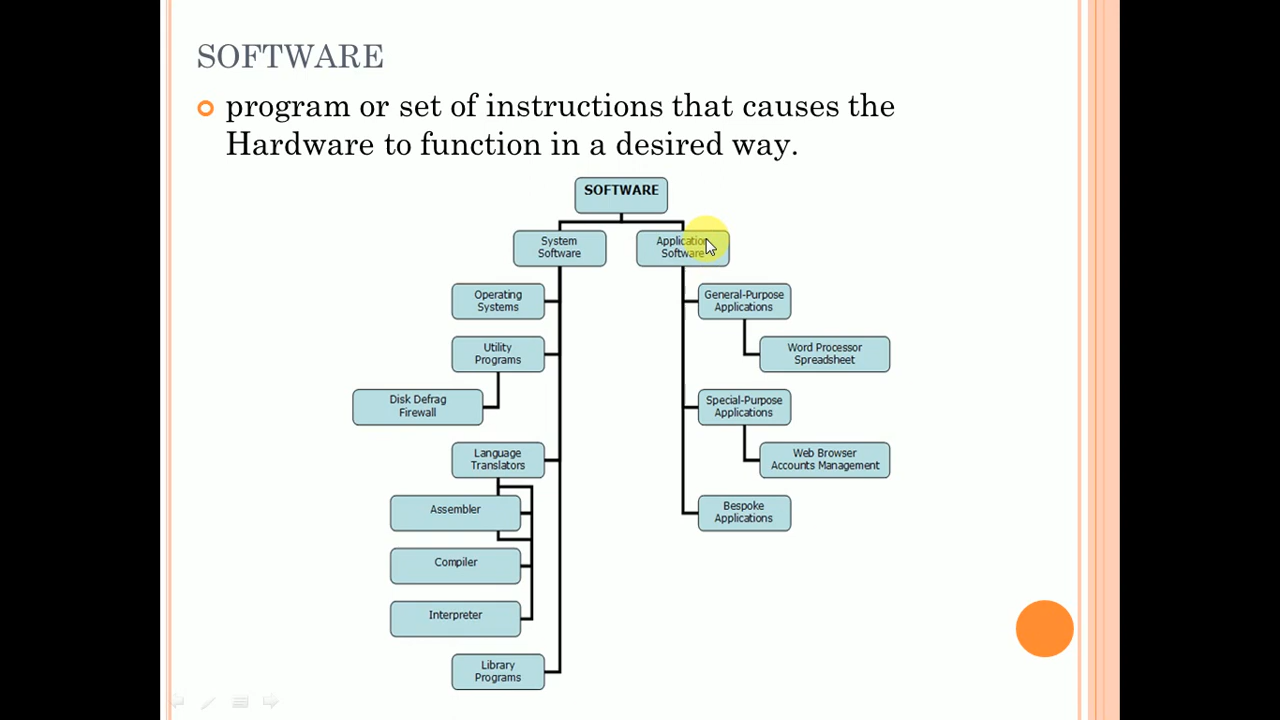 SOFTWARE
program or set of instructions that causes the
Hardware to function in a desired way.
SOFTWARE
System
Software
Application
Software
Operating
Systems
Utility
Programs
Disk Defrag
Firewall
Language
Translators
Assembler
Compiler
Interpreter
Library
Programs
General-Purpose
Applications
Word Processor
Spreadsheet
Special-Purpose
Applications
Web Browser
Accounts Management
Bespoke
Applications